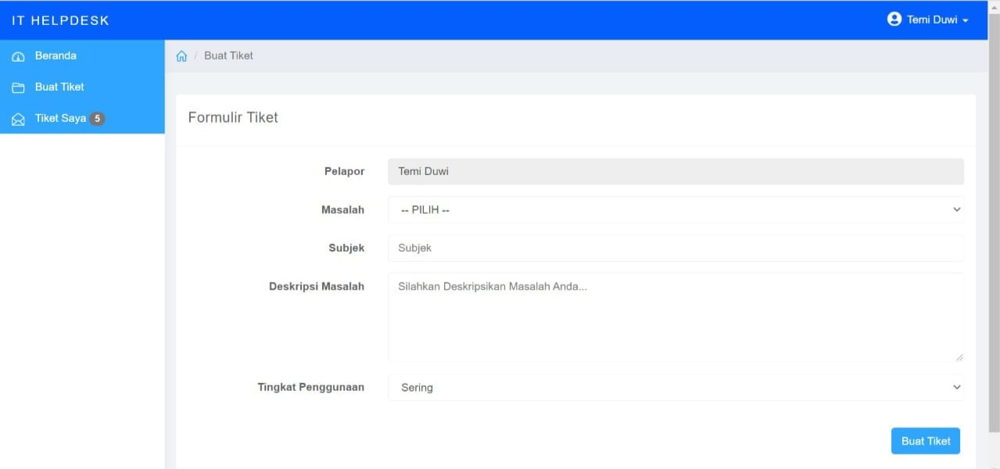 IT HELPDESK
Temi Duwi
Beranda
Buat Tiket
Tiket Saya 5
/ Buat Tiket
Formulir Tiket
Pelapor
Temi Duwi
Masalah
-- PILIH --
Subjek
Subjek
Deskripsi Masalah
Silahkan Deskripsikan Masalah Anda...
Tingkat Penggunaan
Sering
Buat Tiket